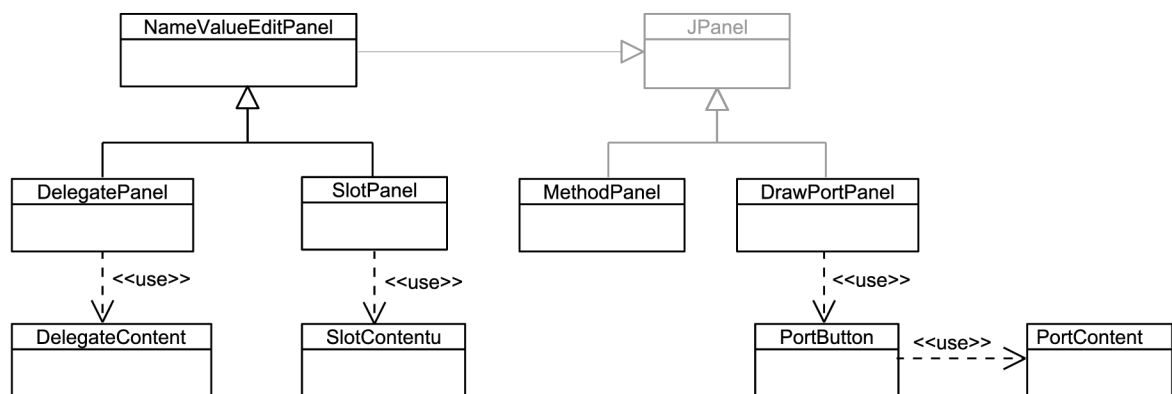 NameValueEditPanel
JPanel
DelegatePanel
SlotPanel
MethodPanel
DrawPortPanel
<<use>>
<<use>>
<<use>>
DelegateContent
SlotContentu
PortButton
<<use>>
PortContent